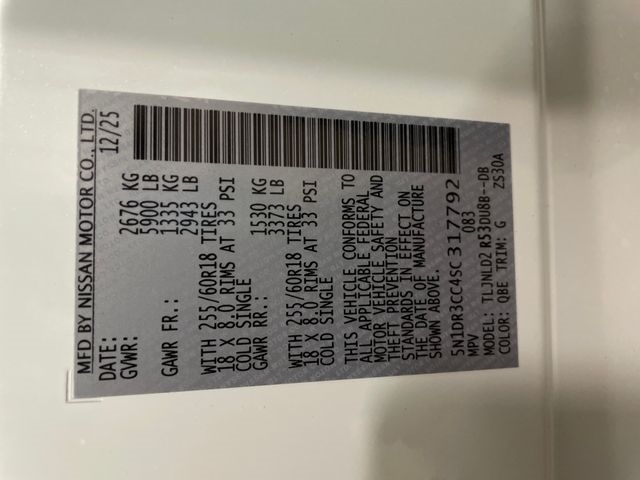 MFD BY NISSAN MOTOR CO., LTD.
DATE: 12/25
GVWR: 2676 KG
5900 LB
GAWR FR.: 1335 KG
2943 LB
WITH 255/60R18 TIRES
18 X 8.0 RIMS AT 33 PSI
COLD SINGLE
GAWR RR.: 1530 KG
3373 LB
WITH 255/60R18 TIRES
18 X 8.0 RIMS AT 33 PSI
COLD SINGLE
THIS VEHICLE CONFORMS TO
ALL APPLICABLE FEDERAL
MOTOR VEHICLE SAFETY AND
THEFT PREVENTION
STANDARDS IN EFFECT ON
THE DATE OF MANUFACTURE
SHOWN ABOVE.
5N1DR3CC4SC317792
MPV 083
MODEL: TLJNLD2 R53DU8B--DB
COLOR: QBE TRIM: G ZS30A